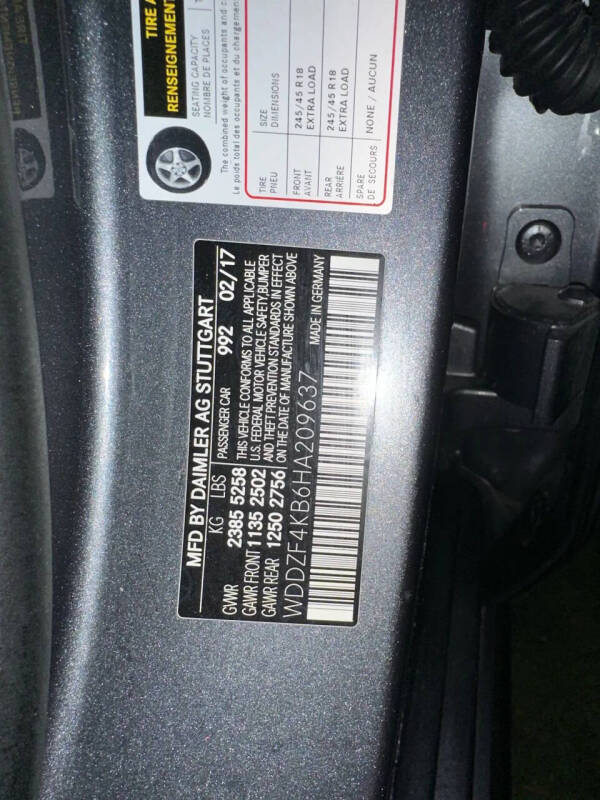 TIRE A
RENSEIGNEMENT
SEATING CAPACITY
NOMBRE DE PLACES
The combined weight of occupants and ca
Le poids total des occupants et du chargemen
TIRE
PNEU
SIZE
DIMENSIONS
FRONT
AVANT
245/45 R18
EXTRA LOAD
REAR
ARRIÈRE
245/45 R18
EXTRA LOAD
SPARE
DE SECOURS
NONE / AUCUN
MFD BY DAIMLER AG STUTTGART
KG LBS PASSENGER CAR 992 02/17
GVWR 2385 5258
GAWR FRONT 1135 2502
GAWR REAR 1250 2756
THIS VEHICLE CONFORMS TO ALL APPLICABLE
U.S. FEDERAL MOTOR VEHICLE SAFETY,BUMPER
AND THEFT PREVENTION STANDARDS IN EFFECT
ON THE DATE OF MANUFACTURE SHOWN ABOVE
WDDZF4KB6HA209637 MADE IN GERMANY